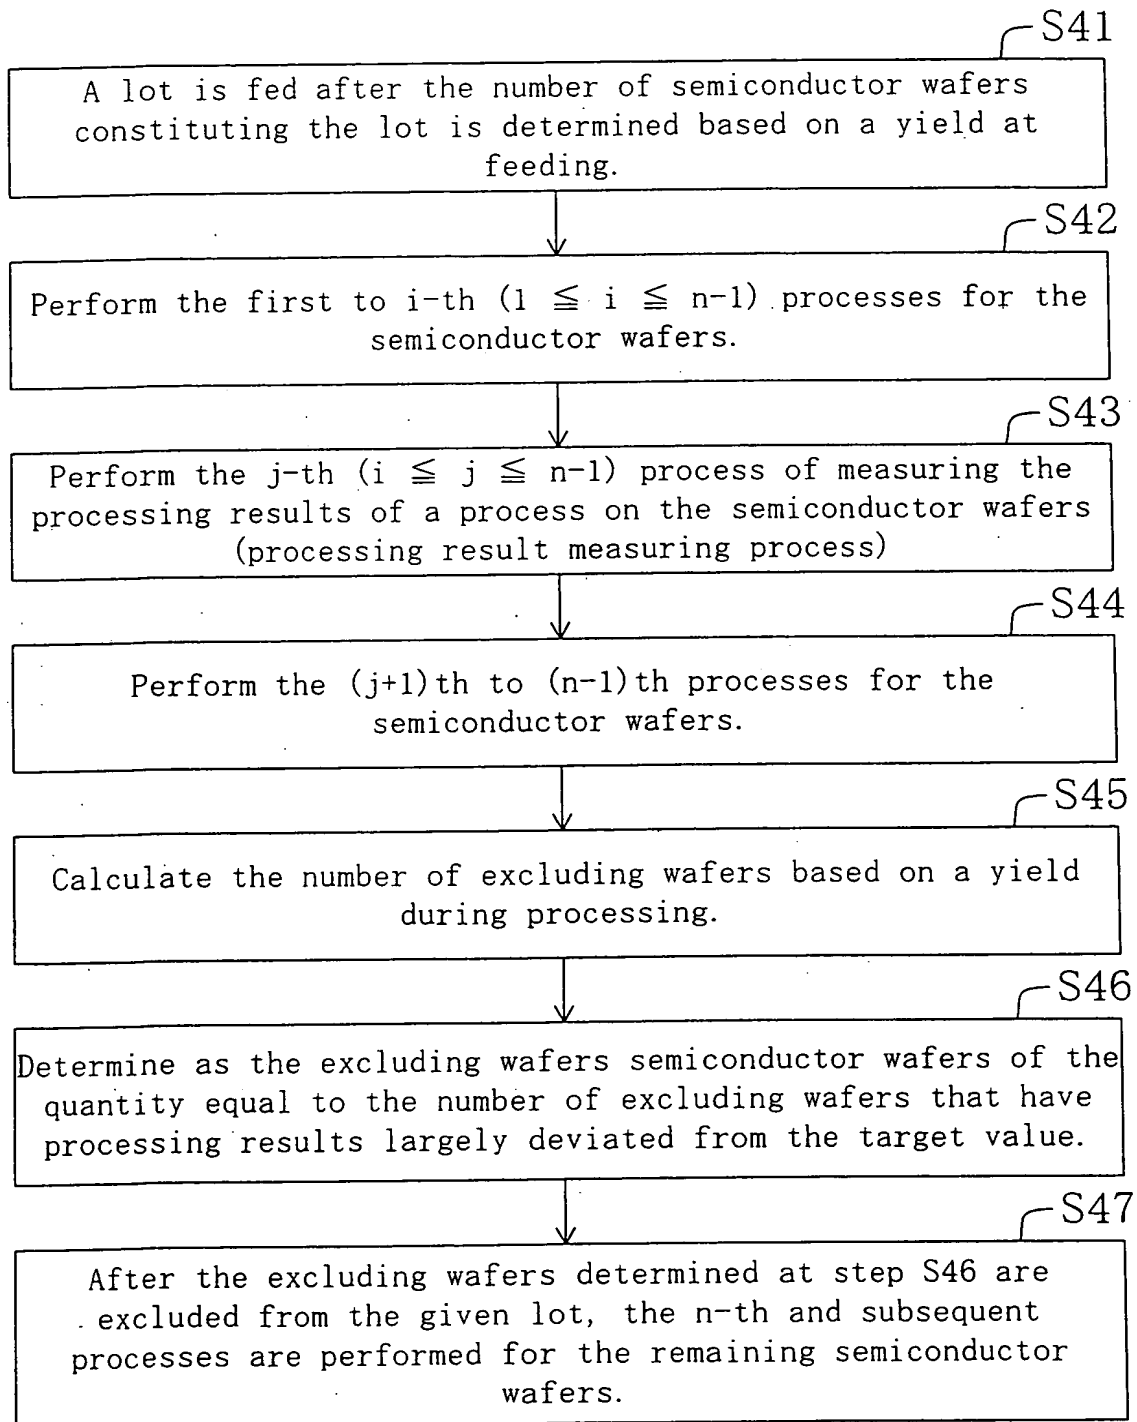 S41
A lot is fed after the number of semiconductor wafers
constituting the lot is determined based on a yield at
feeding.
S42
Perform the first to i-th (1 ≦ i ≦ n-1) processes for the
semiconductor wafers.
S43
Perform the j-th (i ≦ j ≦ n-1) process of measuring the
processing results of a process on the semiconductor wafers
(processing result measuring process)
S44
Perform the (j+1)th to (n-1)th processes for the
semiconductor wafers.
S45
Calculate the number of excluding wafers based on a yield
during processing.
S46
Determine as the excluding wafers semiconductor wafers of the
quantity equal to the number of excluding wafers that have
processing results largely deviated from the target value.
S47
After the excluding wafers determined at step S46 are
excluded from the given lot, the n-th and subsequent
processes are performed for the remaining semiconductor
wafers.